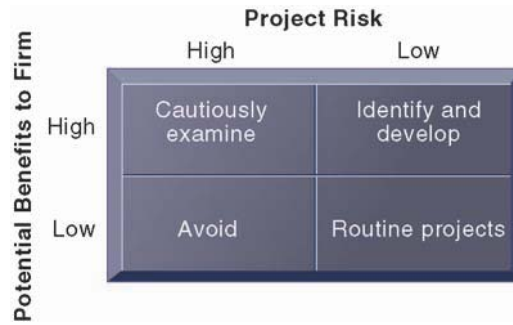 Project Risk
High Low
Potential Benefits to Firm
High
Cautiously
examine
Identify and
develop
Low
Avoid
Routine projects